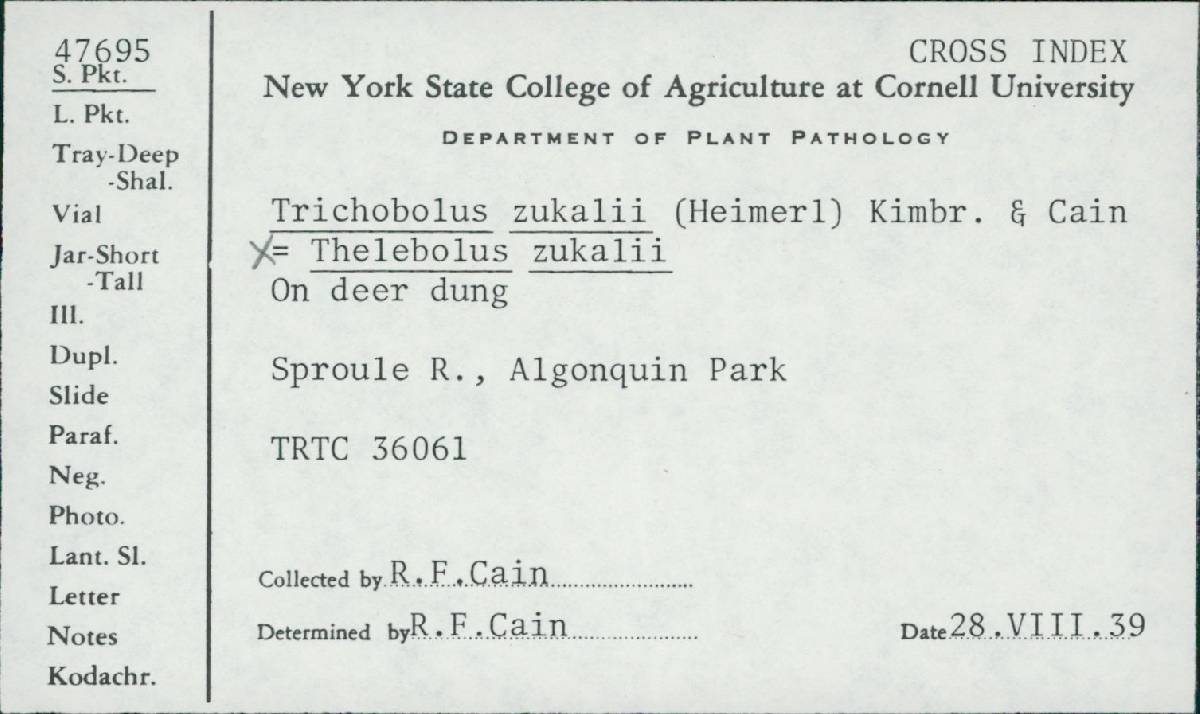 47695
S. Pkt.
L. Pkt.
Tray-Deep
-Shal.
Vial
Jar-Short
-Tall
Ill.
Dupl.
Slide
Paraf.
Neg.
Photo.
Lant. Sl.
Letter
Notes
Kodachr.
CROSS INDEX
New York State College of Agriculture at Cornell University
DEPARTMENT OF PLANT PATHOLOGY
Trichobolus zukalii (Heimerl) Kimbr. & Cain
X= Thelebolus zukalii
On deer dung
Sproule R., Algonquin Park
TRTC 36061
Collected by R.F.Cain
Determined by R.F.Cain
Date 28.VIII.39